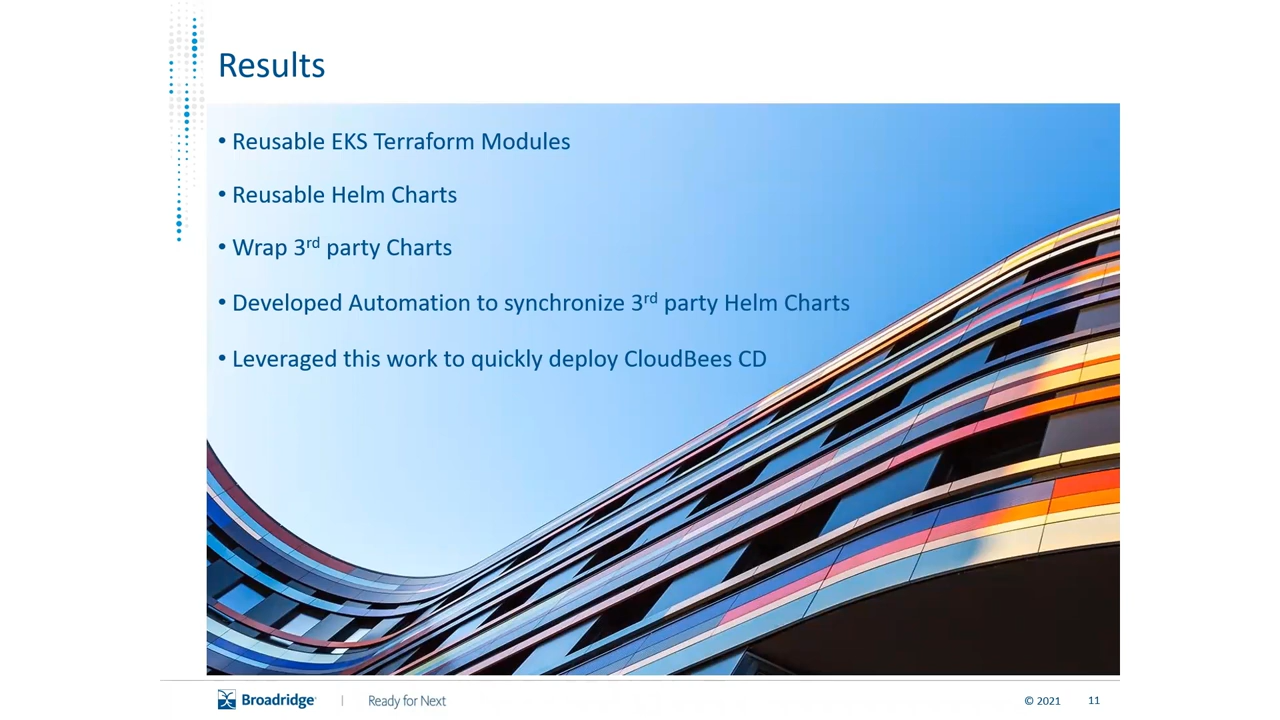 Results
• Reusable EKS Terraform Modules
• Reusable Helm Charts
• Wrap 3rd party Charts
• Developed Automation to synchronize 3rd party Helm Charts
• Leveraged this work to quickly deploy CloudBees CD
Broadridge | Ready for Next © 2021 11